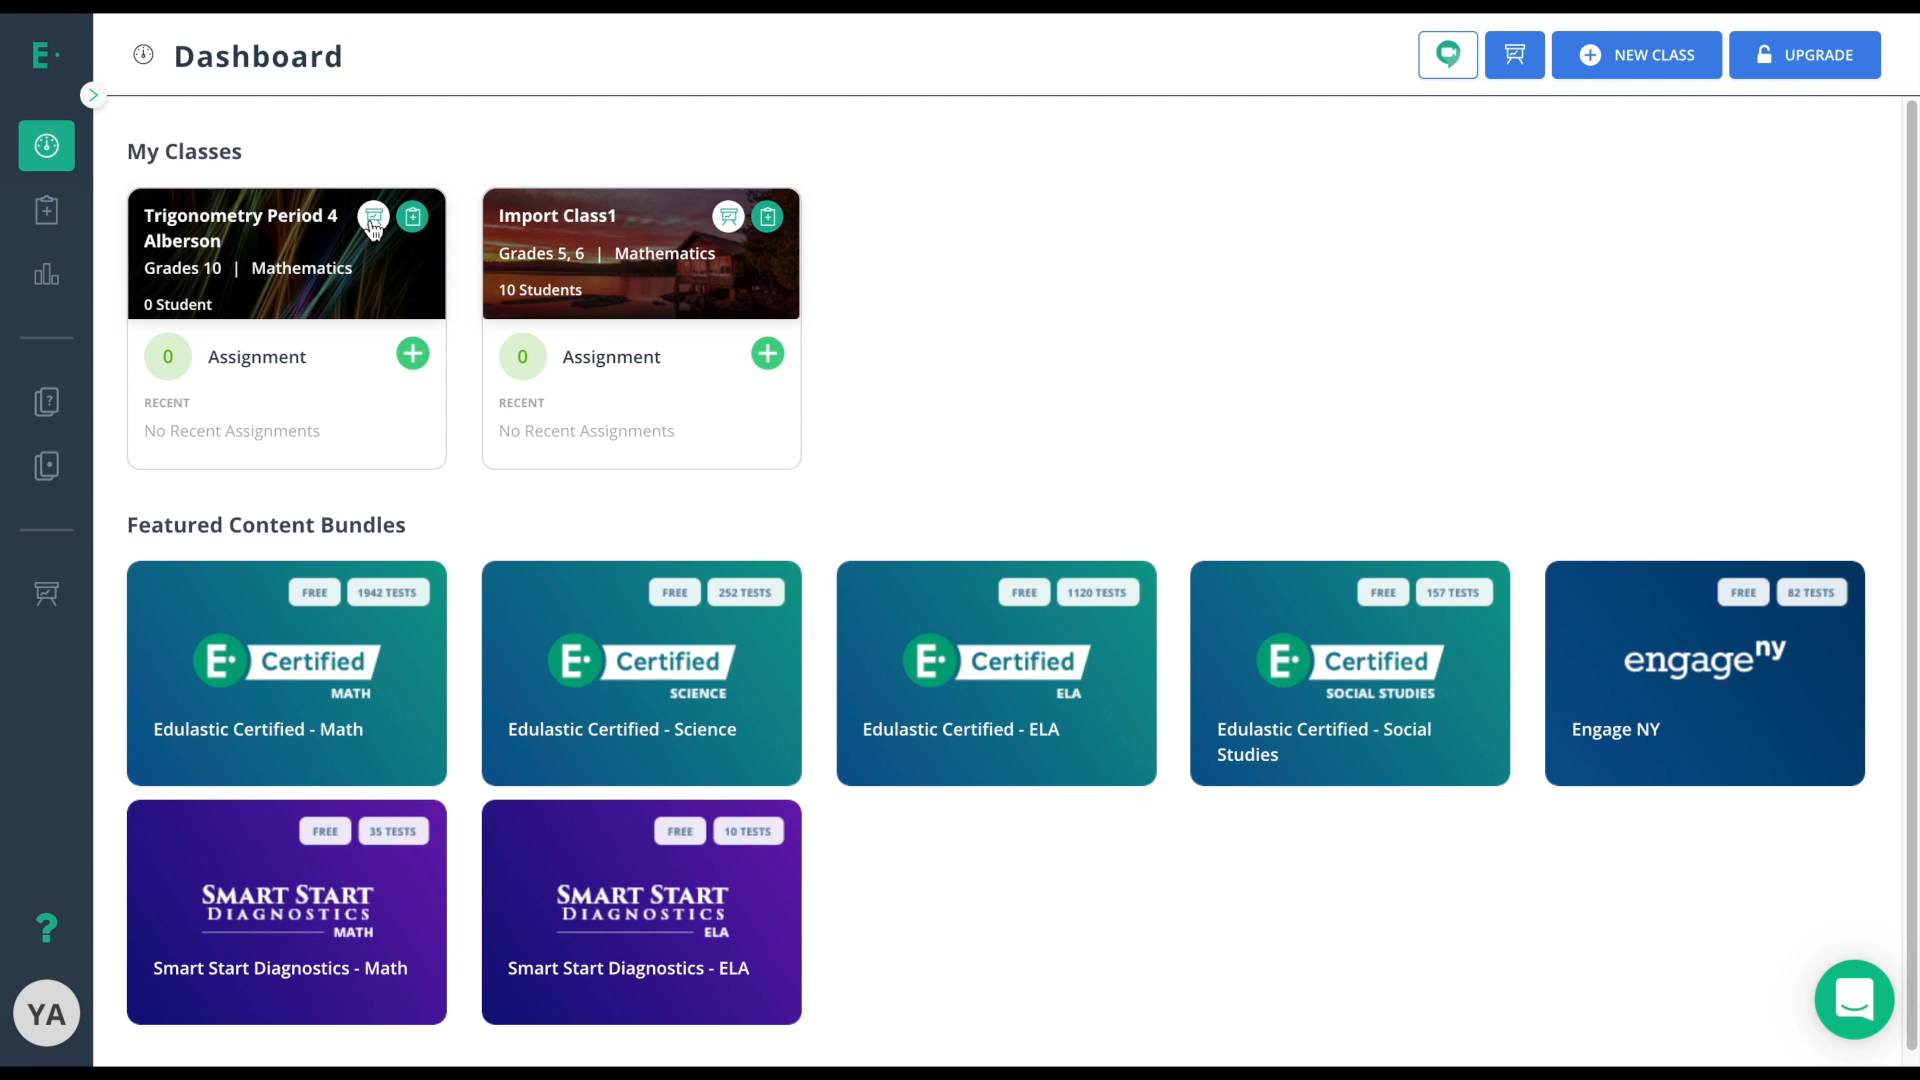 E·
Dashboard
NEW CLASS
UPGRADE
My Classes
Trigonometry Period 4
Alberson
Grades 10 | Mathematics
0 Student
0 Assignment
RECENT
No Recent Assignments
Import Class1
Grades 5, 6 | Mathematics
10 Students
0 Assignment
RECENT
No Recent Assignments
Featured Content Bundles
FREE 1942 TESTS
E· Certified
MATH
Edulastic Certified - Math
FREE 252 TESTS
E· Certified
SCIENCE
Edulastic Certified - Science
FREE 1120 TESTS
E· Certified
ELA
Edulastic Certified - ELA
FREE 157 TESTS
E· Certified
SOCIAL STUDIES
Edulastic Certified - Social
Studies
FREE 82 TESTS
engageny
Engage NY
FREE 35 TESTS
SMART START
DIAGNOSTICS
MATH
Smart Start Diagnostics - Math
FREE 10 TESTS
SMART START
DIAGNOSTICS
ELA
Smart Start Diagnostics - ELA
?
YA